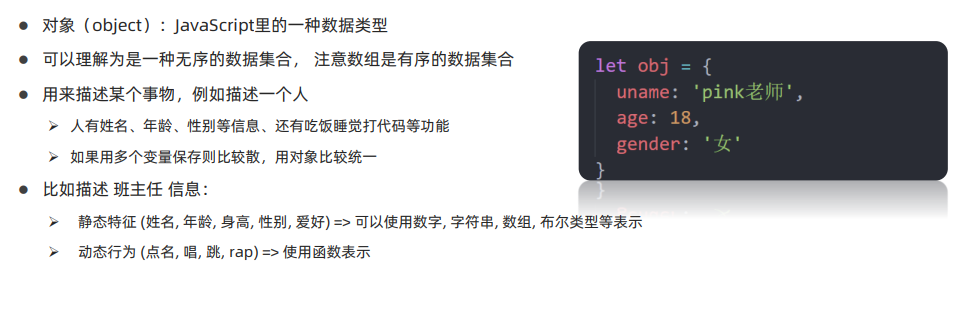 ● 对象（object）：JavaScript里的一种数据类型
● 可以理解为是一种无序的数据集合， 注意数组是有序的数据集合
● 用来描述某个事物，例如描述一个人
➢ 人有姓名、年龄、性别等信息、还有吃饭睡觉打代码等功能
➢ 如果用多个变量保存则比较散，用对象比较统一
● 比如描述 班主任 信息：
➢ 静态特征 (姓名, 年龄, 身高, 性别, 爱好) => 可以使用数字, 字符串, 数组, 布尔类型等表示
➢ 动态行为 (点名, 唱, 跳, rap) => 使用函数表示
let obj = {
uname: 'pink老师',
age: 18,
gender: '女'
}